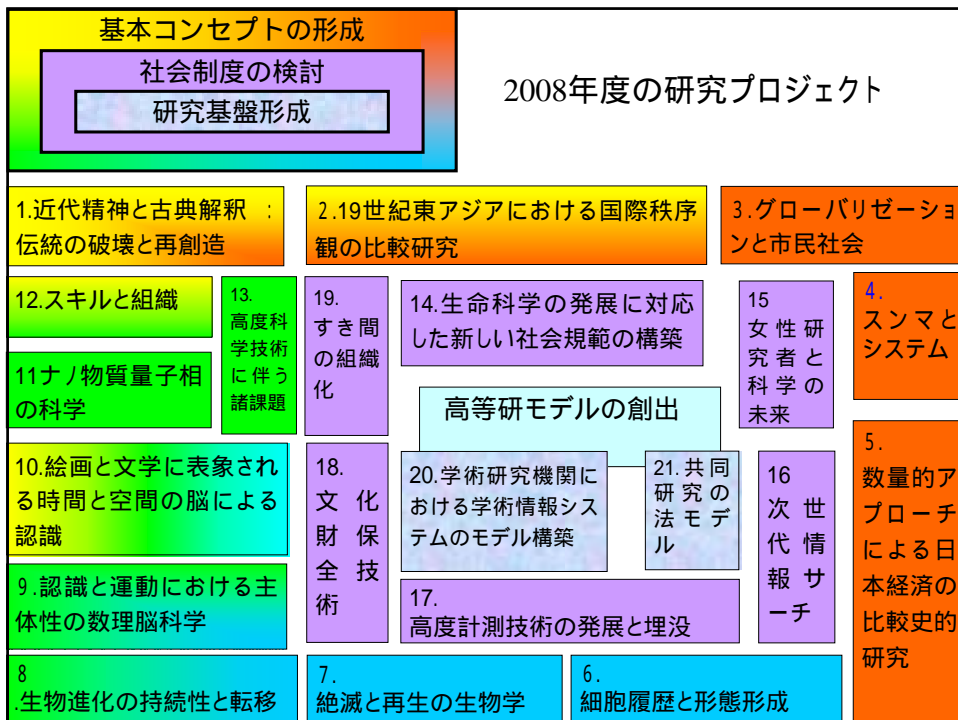 基本コンセプトの形成
社会制度の検討
研究基盤形成
2008年度の研究プロジェクト
1.近代精神と古典解釈：
伝統の破壊と再創造
2.19世紀東アジアにおける国際秩序
観の比較研究
3.グローバリゼーショ
ンと市民社会
12.スキルと組織
13.
高度科
学技術
に伴う
諸課題
19.
すき間
の組織
化
14.生命科学の発展に対応
した新しい社会規範の構築
15
女性研
究者と
科学の
未来
4.
スンマと
システム
11ナノ物質量子相
の科学
高等研モデルの創出
10.絵画と文学に表象され
る時間と空間の脳による
認識
18.
文化
財保
全技
術
20.学術研究機関に
おける学術情報シス
テムのモデル構築
21.共同
研究の
法モデ
ル
16
次世
代情
報サ
ーチ
5.
数量的ア
プローチ
による日
本経済の
比較史的
研究
9.認識と運動における主
体性の数理脳科学
17.
高度計測技術の発展と埋没
8
.生物進化の持続性と転移
7.
絶滅と再生の生物学
6.
細胞履歴と形態形成